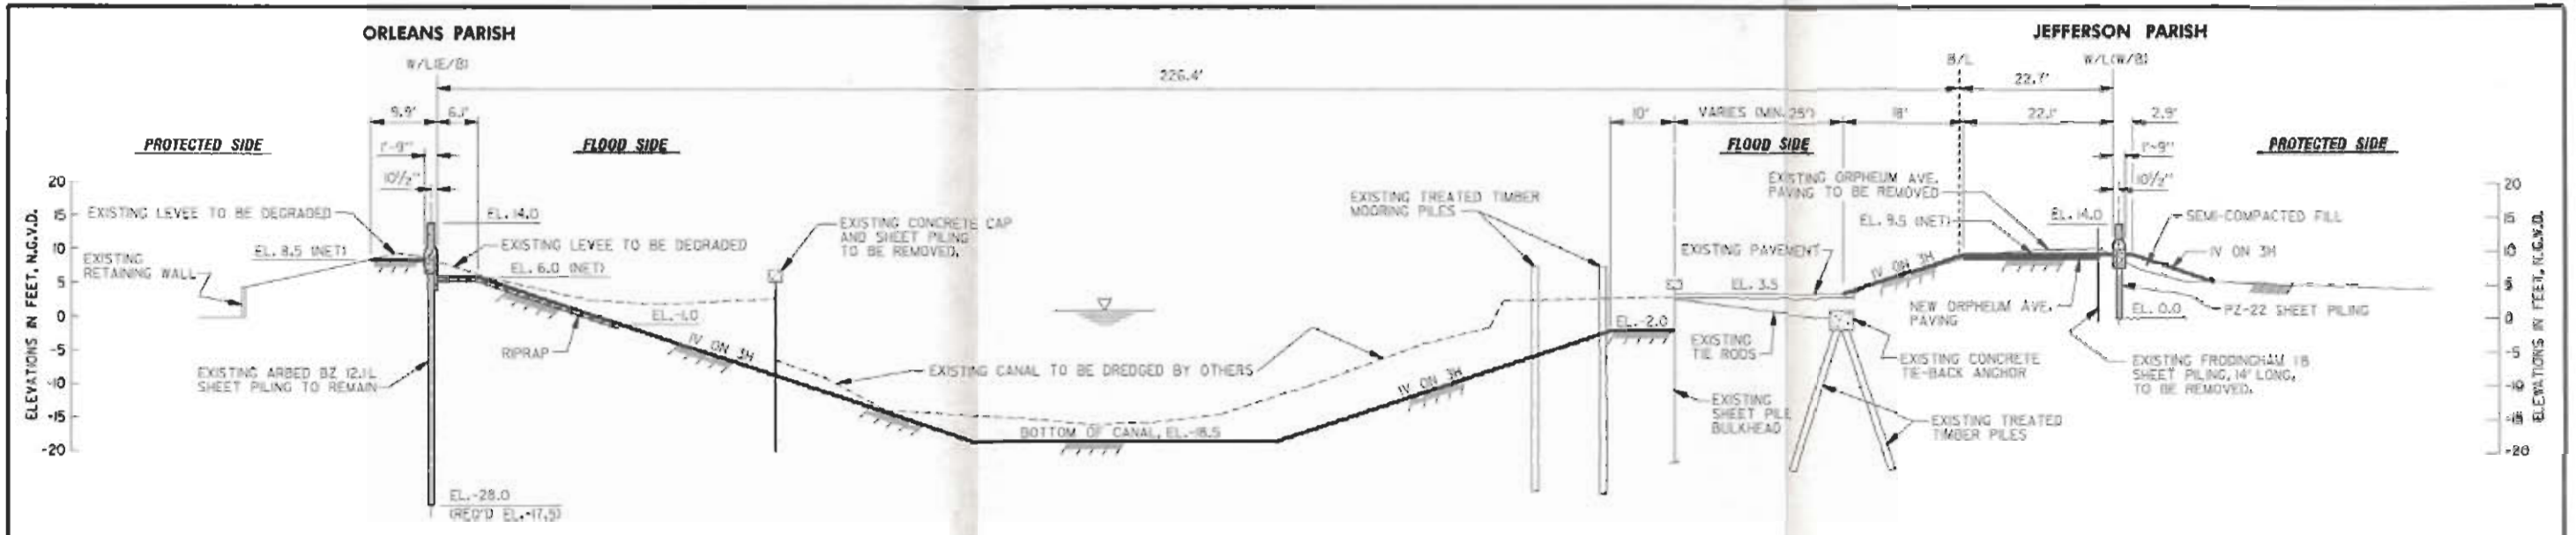 ORLEANS PARISH
JEFFERSON PARISH
W/L(E/B)
226.4'
B/L
22.7'
W/L(W/B)
9.9'
6.1'
10'
VARIES (MIN. 25')
18'
22.1'
2.9'
PROTECTED SIDE
1'-9"
FLOOD SIDE
FLOOD SIDE
1'-9"
PROTECTED SIDE
10 1/2"
10 1/2"
ELEVATIONS IN FEET, N.G.V.D.
20
15
10
5
0
-5
-10
-15
-20
EXISTING LEVEE TO BE DEGRADED
EL. 8.5 (NET)
EXISTING
RETAINING WALL
EXISTING ARBED BZ 12.1L
SHEET PILING TO REMAIN
EL. 14.0
EXISTING LEVEE TO BE DEGRADED
EL. 6.0 (NET)
EL.-1.0
RIPRAP
1V ON 3H
EL.-28.0
(REQ'D EL.-17.5)
EXISTING CONCRETE CAP
AND SHEET PILING
TO BE REMOVED.
EXISTING CANAL TO BE DREDGED BY OTHERS
BOTTOM OF CANAL, EL.-18.5
EXISTING TREATED TIMBER
MOORING PILES
1V ON 3H
EL.-2.0
EXISTING PAVEMENT
EL. 3.5
EXISTING
TIE RODS
EXISTING
SHEET PILE
BULKHEAD
EXISTING CONCRETE
TIE-BACK ANCHOR
EXISTING TREATED
TIMBER PILES
EXISTING ORPHEUM AVE.
PAVING TO BE REMOVED
EL. 9.5 (NET)
1V ON 3H
NEW ORPHEUM AVE.
PAVING
EL. 14.0
SEMI-COMPACTED FILL
1V ON 3H
EL. 0.0
PZ-22 SHEET PILING
EXISTING FRODINGHAM 1B
SHEET PILING, 14' LONG,
TO BE REMOVED.
20
15
10
5
0
-5
-10
-15
-20
ELEVATIONS IN FEET, N.G.V.D.